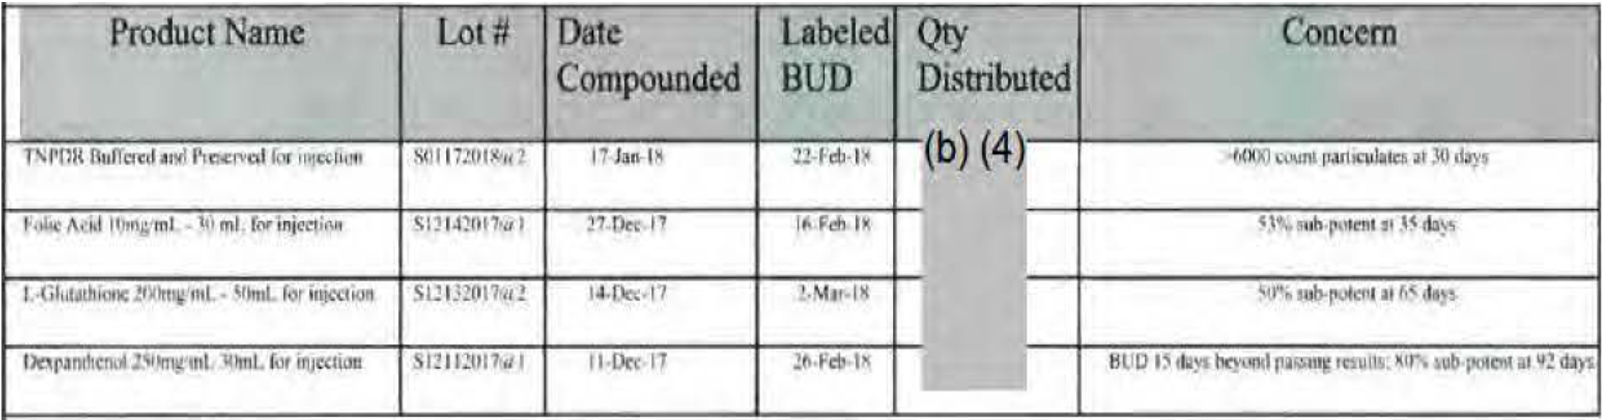 Product Name Lot # Date Compounded Labeled BUD Qty Distributed Concern
(b) (4)
TNPDR Buffered and Preserved for injection S01172018@2 17-Jan-18 22-Feb-18 >6000 count particulates at 30 days
Folic Acid 10mg/mL - 30 mL for injection S12142017@1 27-Dec-17 16-Feb-18 53% sub-potent at 35 days
L-Glutathione 200mg/mL - 50mL for injection S12132017@2 14-Dec-17 2-Mar-18 50% sub-potent at 65 days
Dexpanthenol 250mg/mL 30mL for injection S12112017@1 11-Dec-17 26-Feb-18 BUD 15 days beyond passing results; 80% sub-potent at 92 days